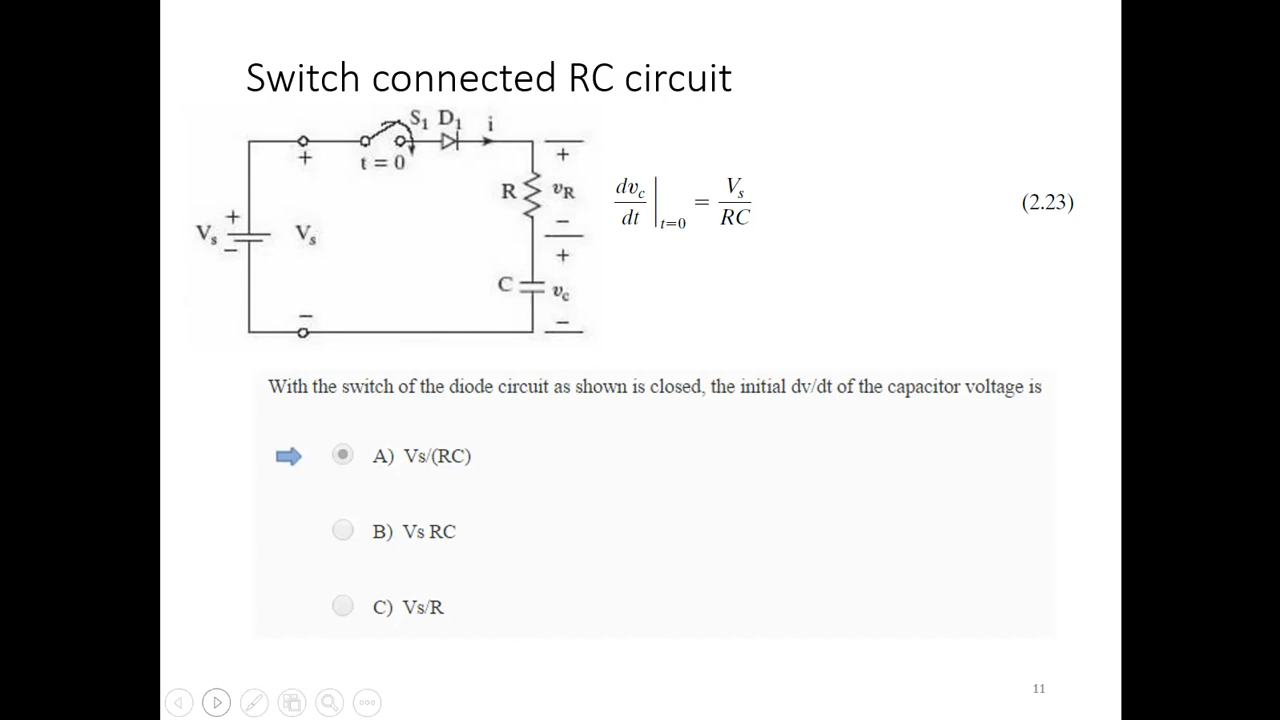 Switch connected RC circuit
S1 D1 i
+
t = 0
+
R
vR
+
Vs
Vs
−
−
+
C
vc
−
−
dvc/dt |t=0 = Vs/RC
(2.23)
With the switch of the diode circuit as shown is closed, the initial dv/dt of the capacitor voltage is
A) Vs/(RC)
B) Vs RC
C) Vs/R
11